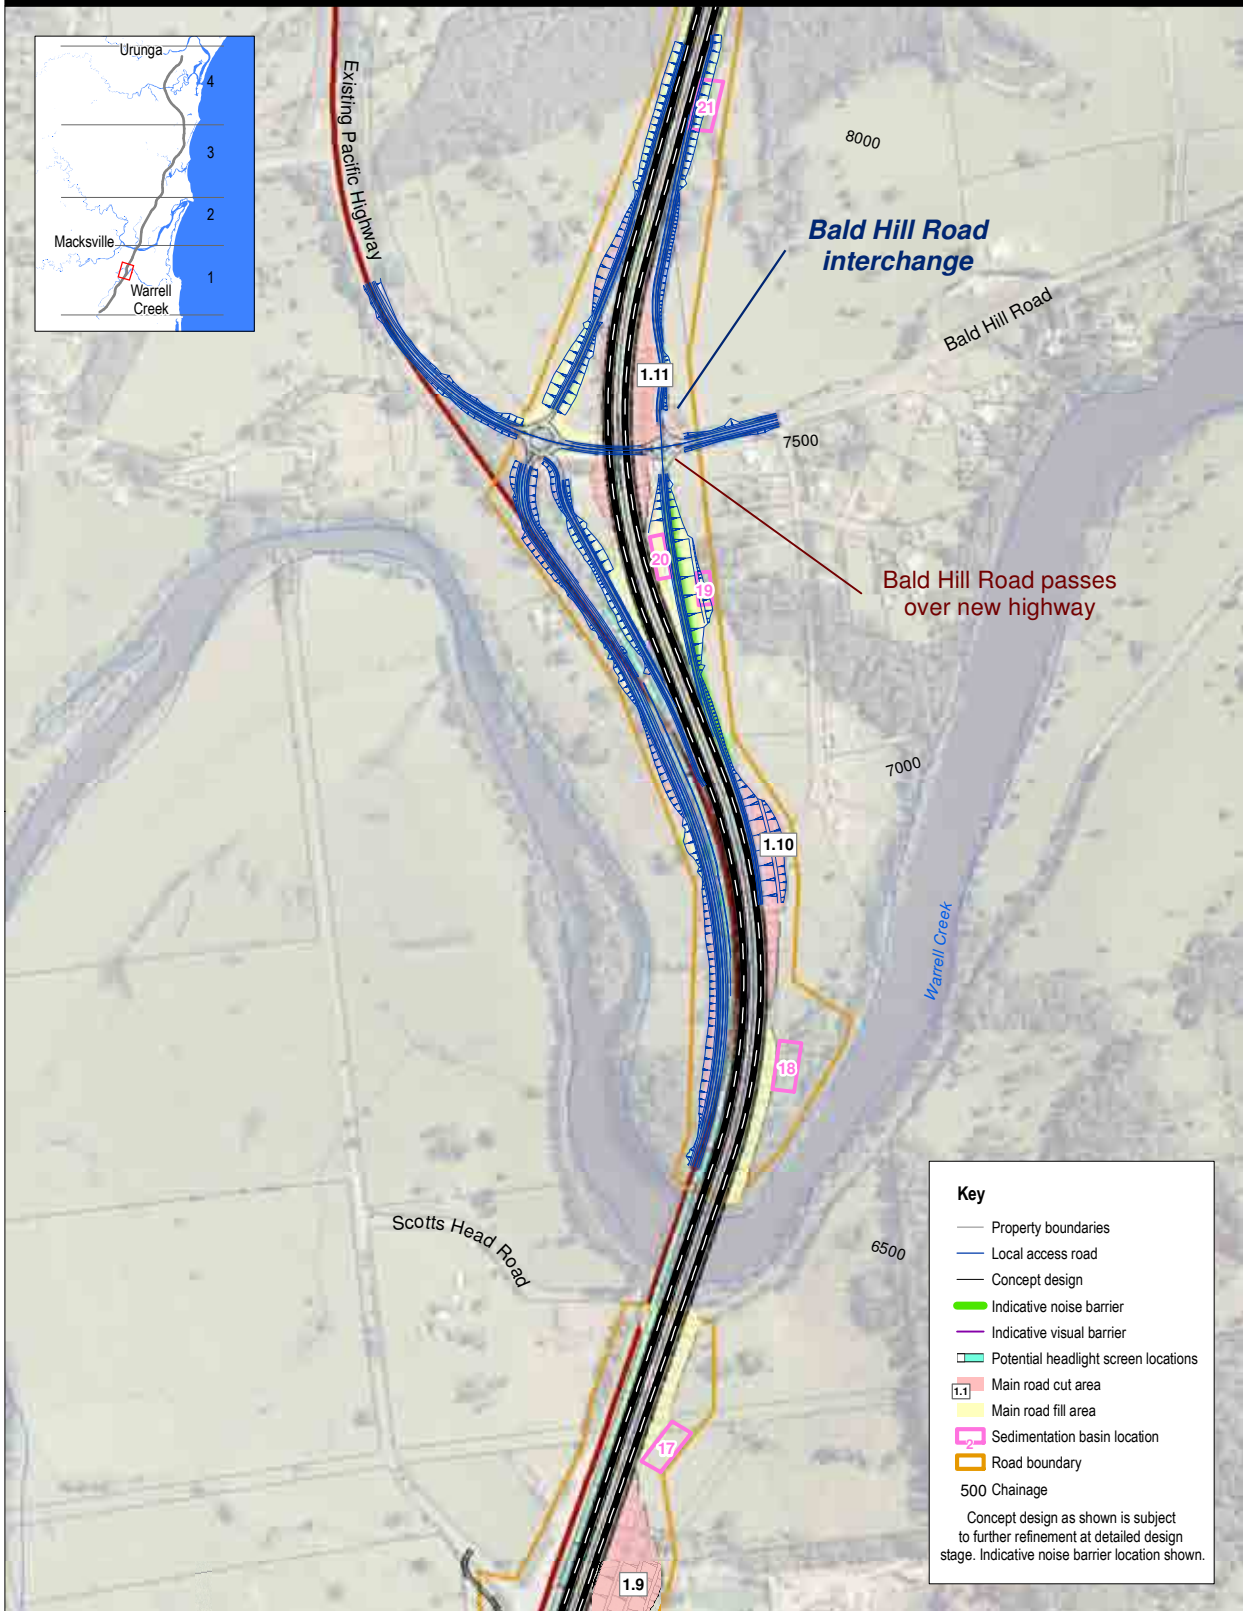 Urunga
4
3
2
Macksville
1
Warrell
Creek
Existing Pacific Highway
21
8000
Bald Hill Road
interchange
Bald Hill Road
1.11
7500
20
19
Bald Hill Road passes
over new highway
7000
1.10
Warrell Creek
18
Scotts Head Road
6500
17
1.9
Key
Property boundaries
Local access road
Concept design
Indicative noise barrier
Indicative visual barrier
Potential headlight screen locations
1.1 Main road cut area
Main road fill area
2 Sedimentation basin location
Road boundary
500 Chainage
Concept design as shown is subject
to further refinement at detailed design
stage. Indicative noise barrier location shown.